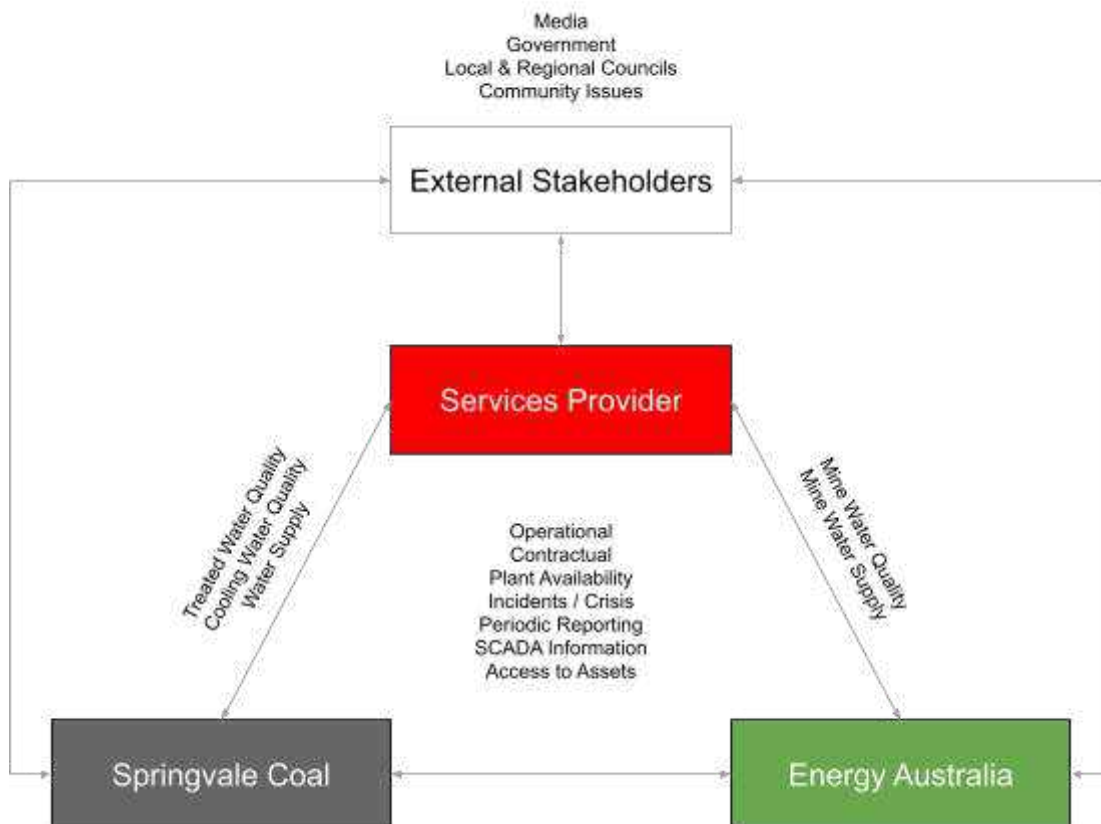 Media
Government
Local & Regional Councils
Community Issues
External Stakeholders
Services Provider
Treated Water Quality
Cooling Water Quality
Water Supply
Mine Water Quality
Mine Water Supply
Operational
Contractual
Plant Availability
Incidents / Crisis
Periodic Reporting
SCADA Information
Access to Assets
Springvale Coal
Energy Australia